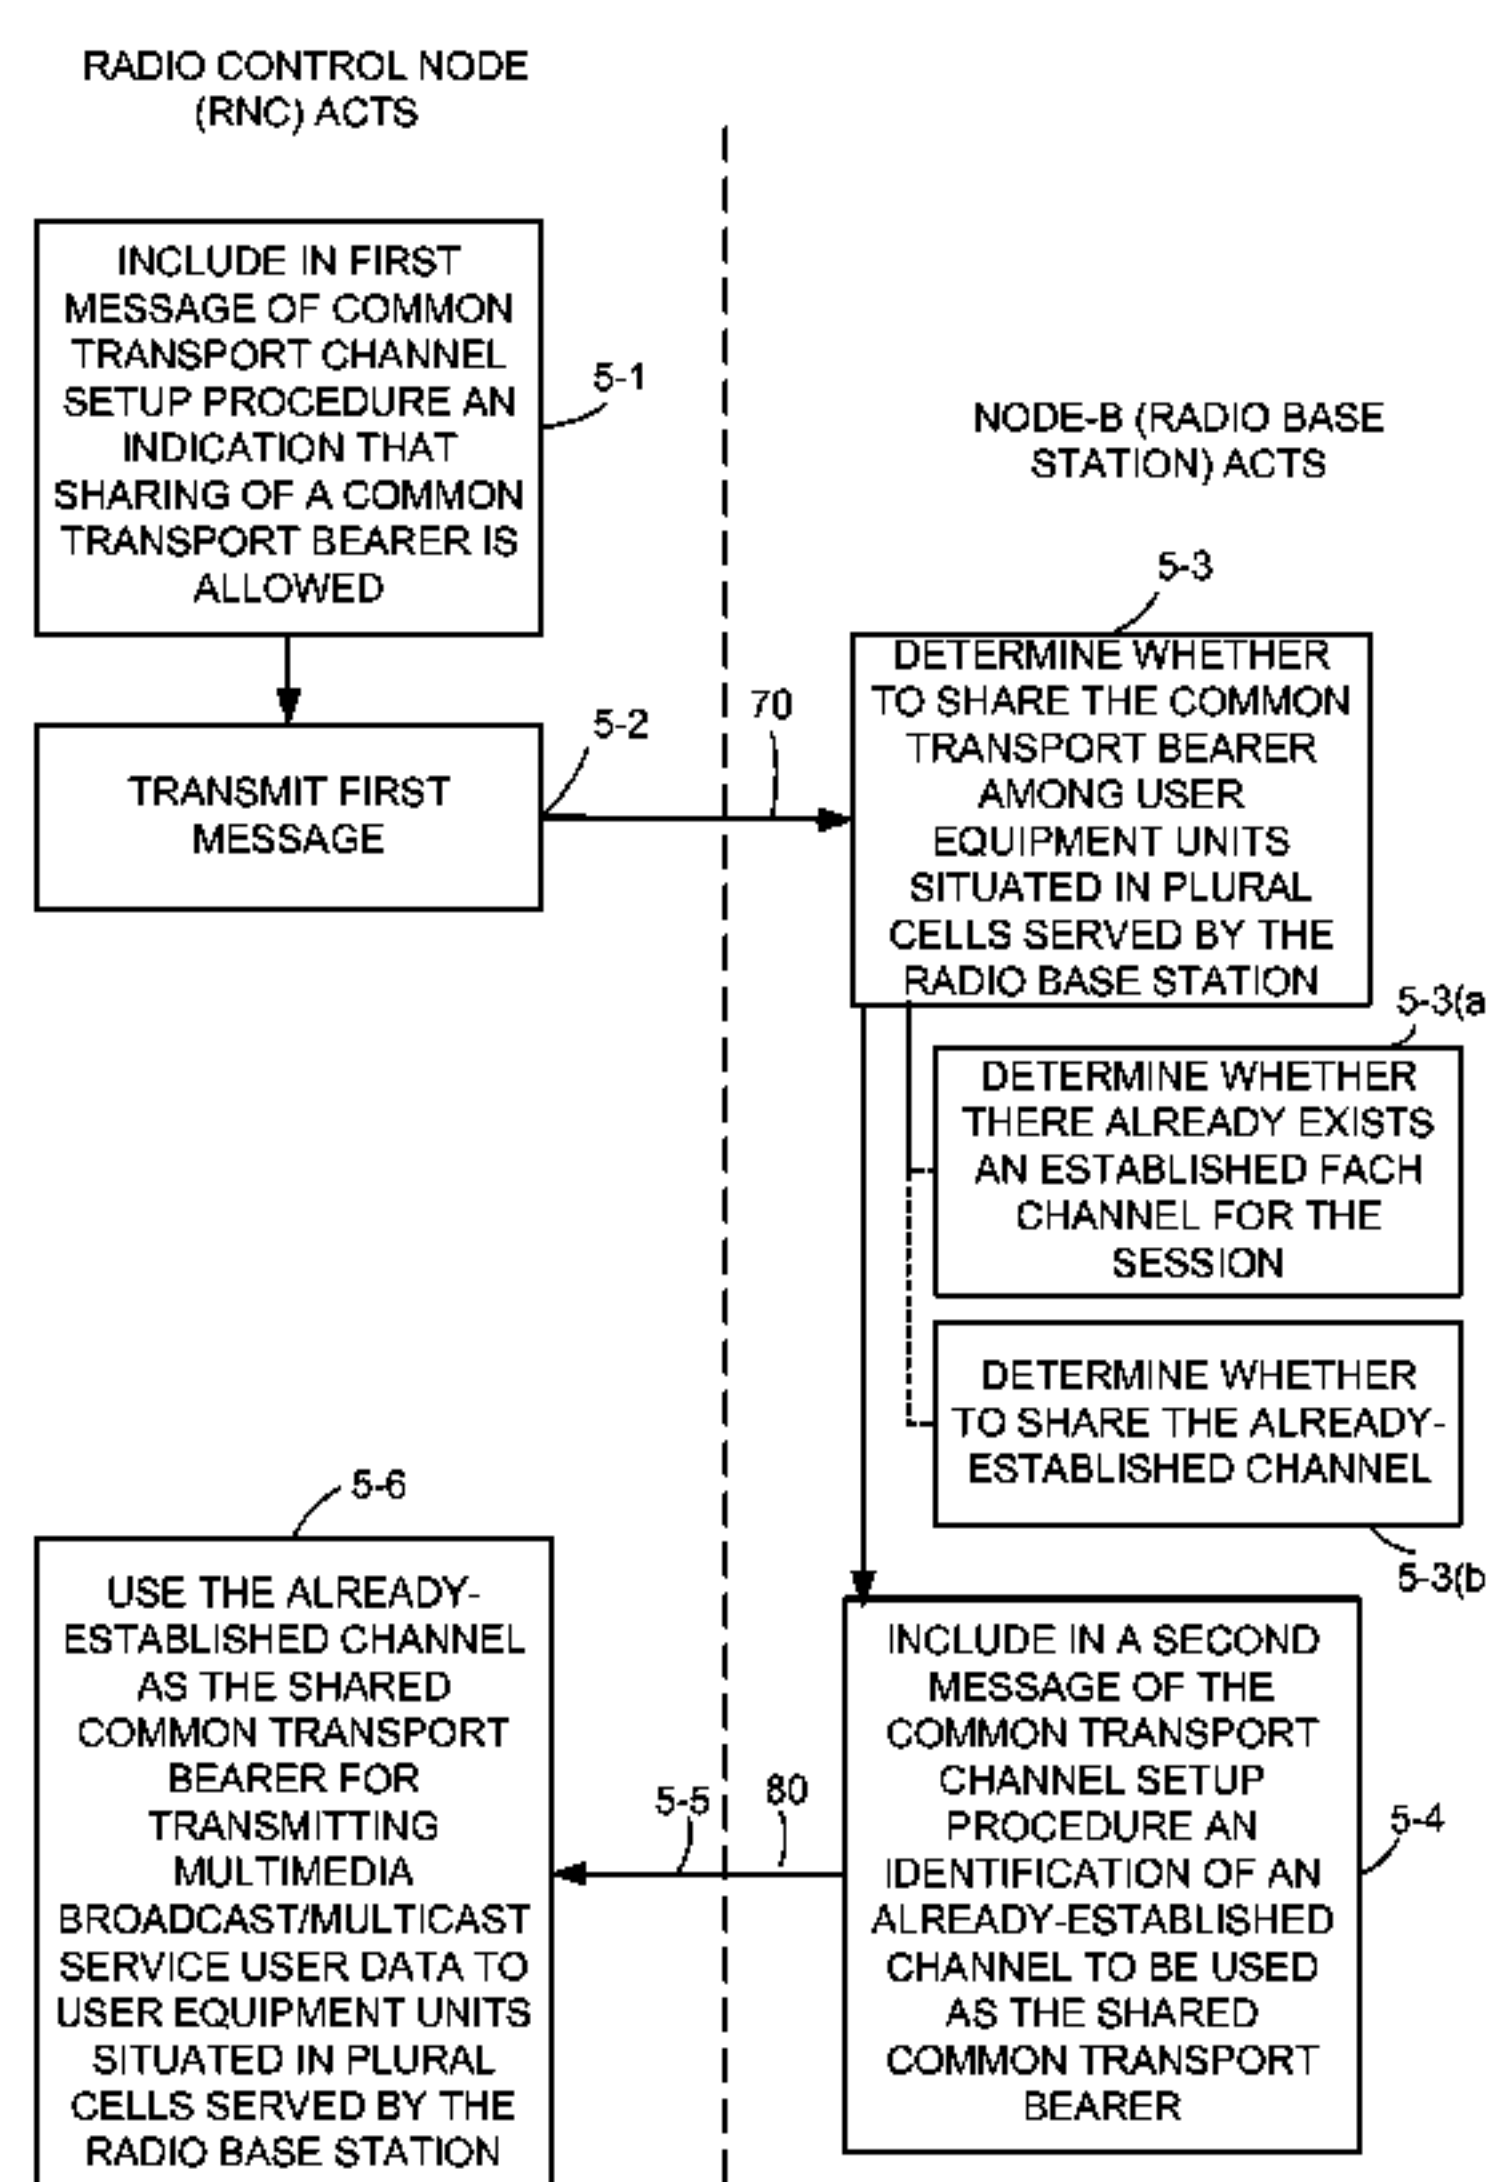 RADIO CONTROL NODE
(RNC) ACTS
INCLUDE IN FIRST
MESSAGE OF COMMON
TRANSPORT CHANNEL
SETUP PROCEDURE AN
INDICATION THAT
SHARING OF A COMMON
TRANSPORT BEARER IS
ALLOWED
5-1
TRANSMIT FIRST
MESSAGE
5-2
70
NODE-B (RADIO BASE
STATION) ACTS
5-3
DETERMINE WHETHER
TO SHARE THE COMMON
TRANSPORT BEARER
AMONG USER
EQUIPMENT UNITS
SITUATED IN PLURAL
CELLS SERVED BY THE
RADIO BASE STATION
5-3(a
DETERMINE WHETHER
THERE ALREADY EXISTS
AN ESTABLISHED FACH
CHANNEL FOR THE
SESSION
DETERMINE WHETHER
TO SHARE THE ALREADY-
ESTABLISHED CHANNEL
5-3(b
INCLUDE IN A SECOND
MESSAGE OF THE
COMMON TRANSPORT
CHANNEL SETUP
PROCEDURE AN
IDENTIFICATION OF AN
ALREADY-ESTABLISHED
CHANNEL TO BE USED
AS THE SHARED
COMMON TRANSPORT
BEARER
5-4
80
5-5
5-6
USE THE ALREADY-
ESTABLISHED CHANNEL
AS THE SHARED
COMMON TRANSPORT
BEARER FOR
TRANSMITTING
MULTIMEDIA
BROADCAST/MULTICAST
SERVICE USER DATA TO
USER EQUIPMENT UNITS
SITUATED IN PLURAL
CELLS SERVED BY THE
RADIO BASE STATION